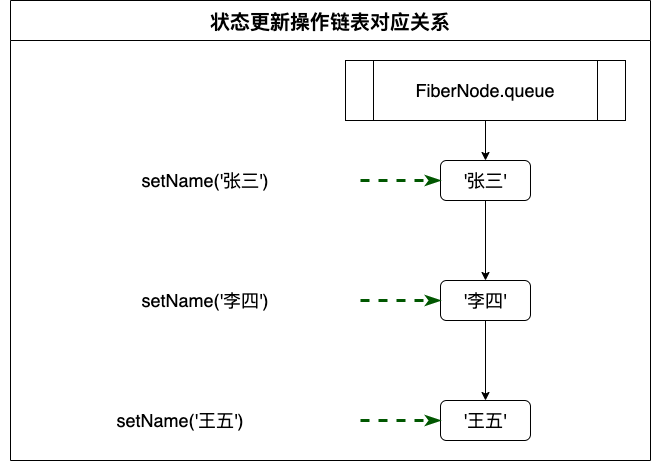 状态更新操作链表对应关系
FiberNode.queue
setName('张三')
'张三'
setName('李四')
'李四'
setName('王五')
'王五'